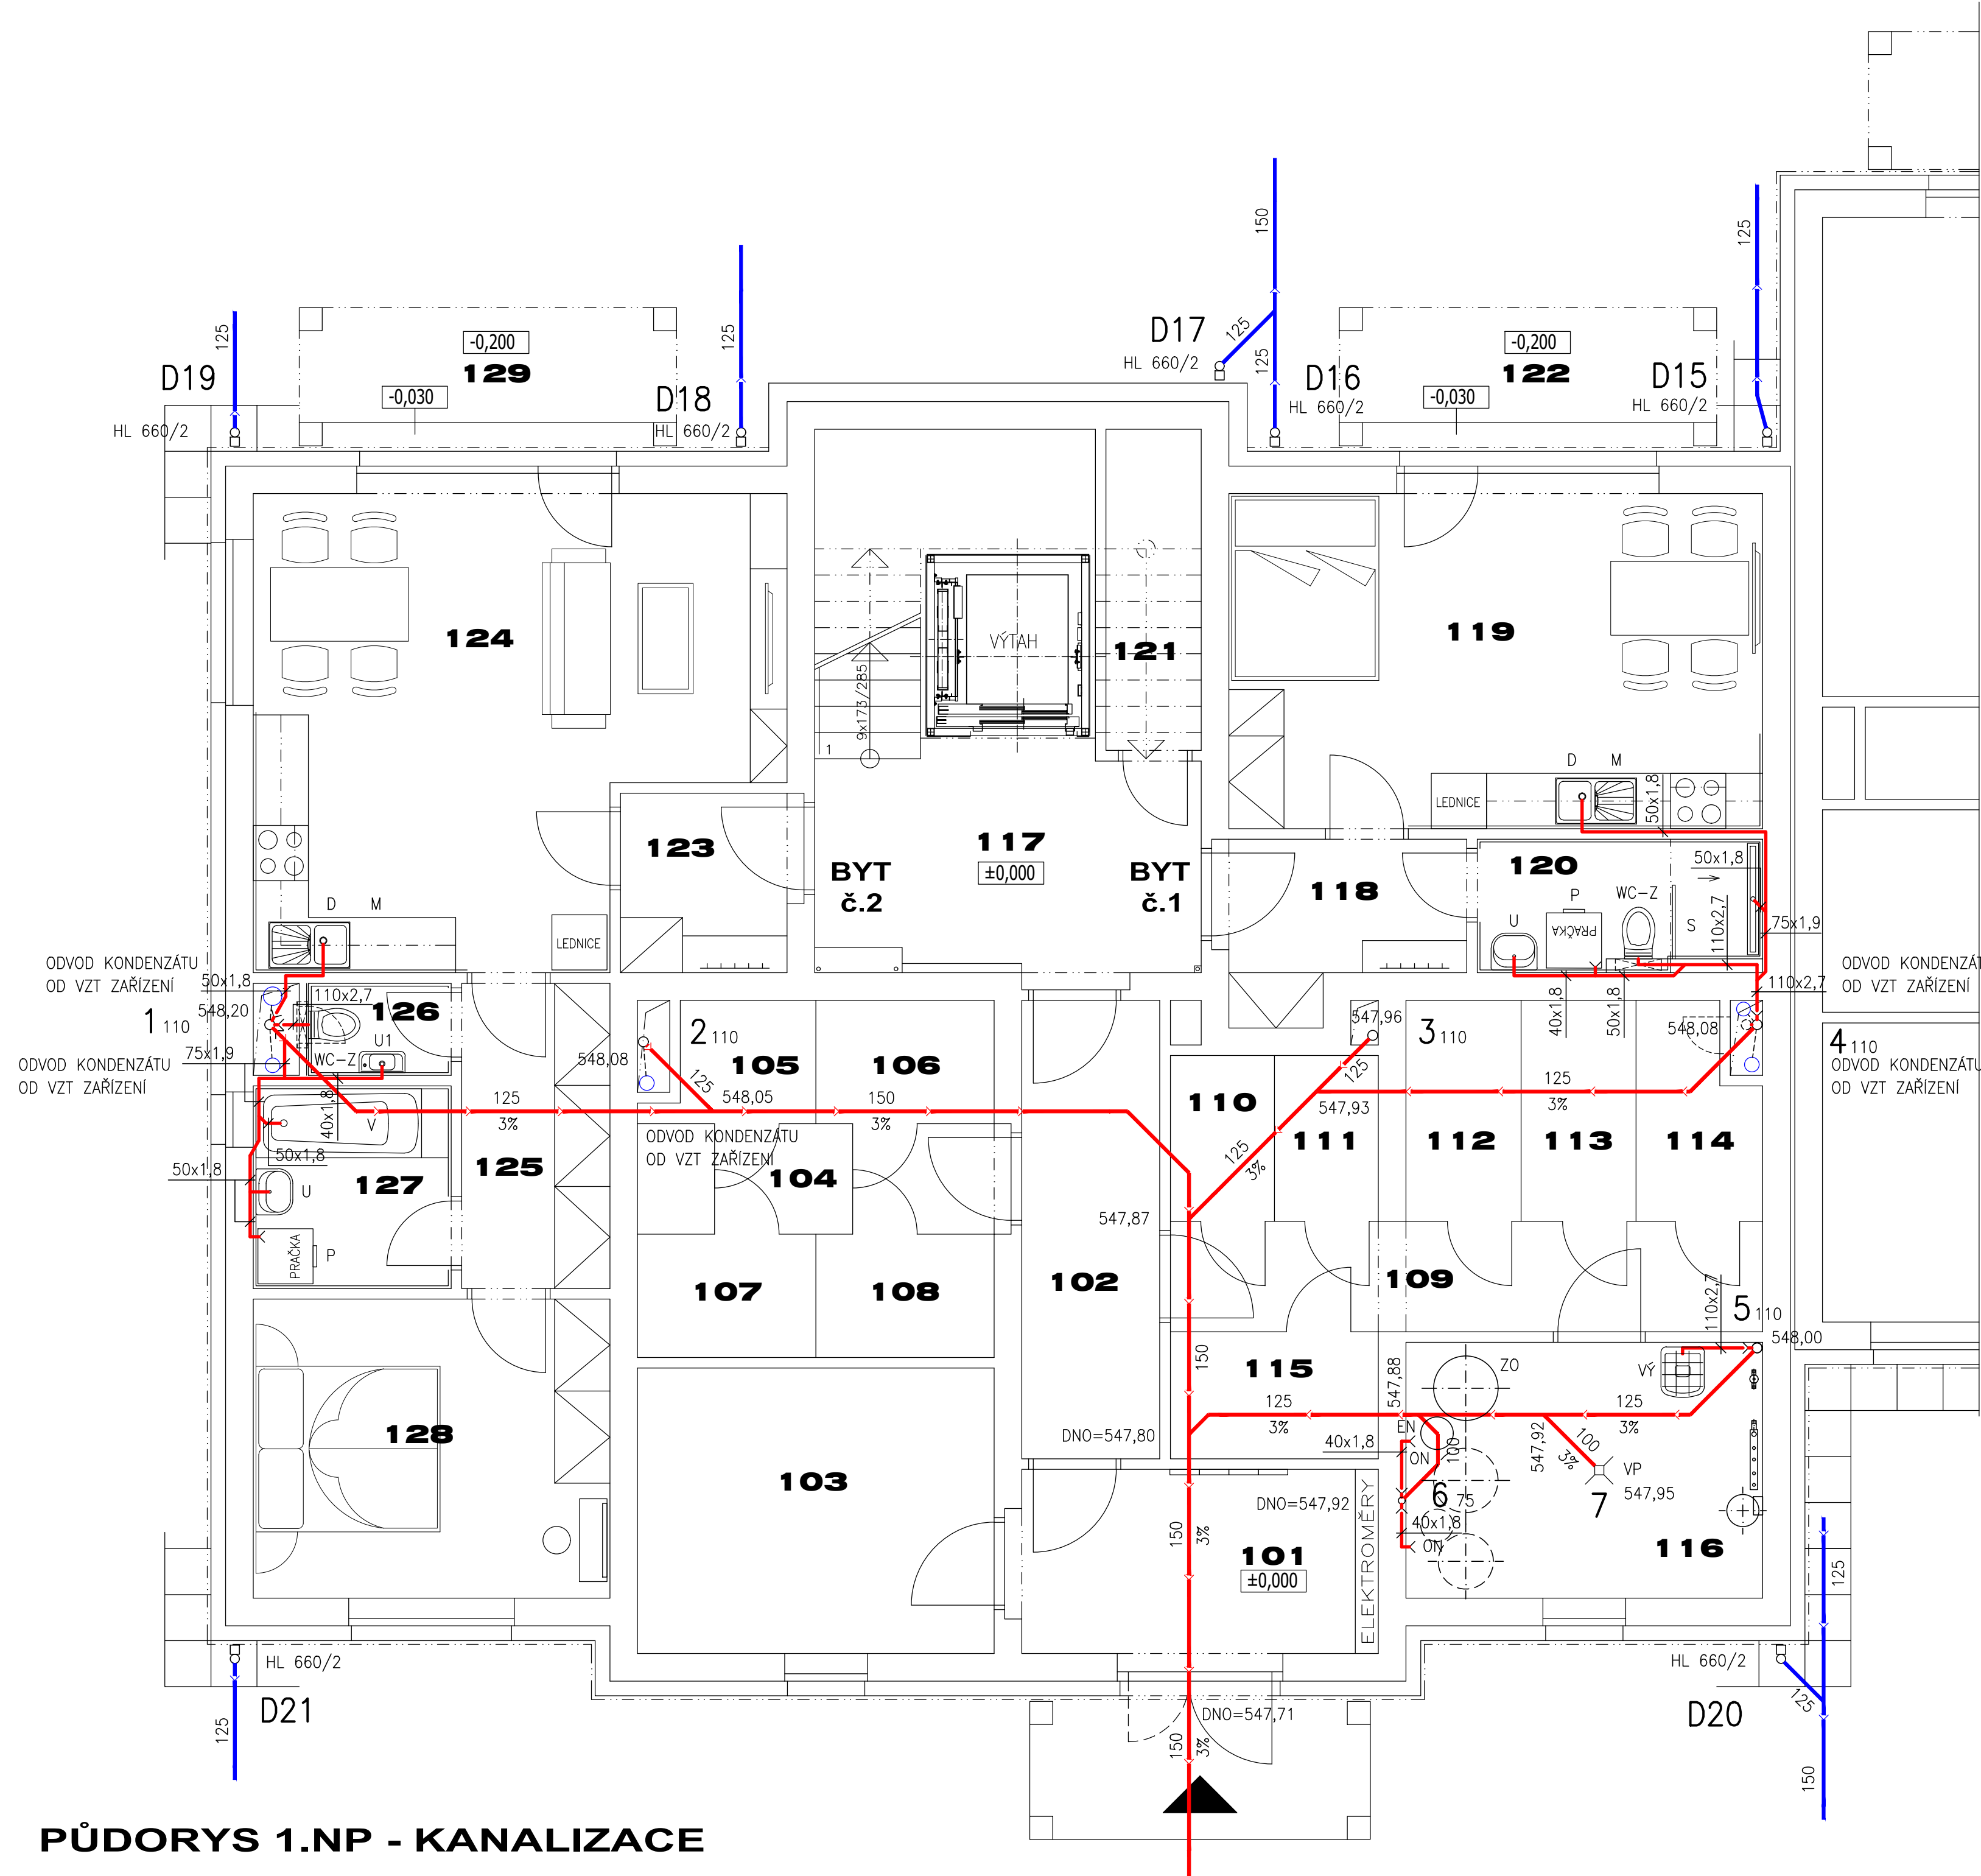 150
125
D17
125
HL 660/2
125
125
125
-0,200
129
-0,030
-0,200
122
-0,030
D19
HL 660/2
D18
HL 660/2
D16
HL 660/2
D15
HL 660/2
124
VÝTAH
121
119
9x173/285
1
D M
LEDNICE
50x1,8
123
117
±0,000
BYT
č.2
BYT
č.1
118
120
50x1,8
P
WC-Z
U
PRAČKA
S
110x2,7
75x1,9
D M
LEDNICE
ODVOD KONDENZÁTU
OD VZT ZAŘÍZENÍ
50x1,8
110x2,7
126
1 110
548,20
U1
WC-Z
75x1,9
ODVOD KONDENZÁTU
OD VZT ZAŘÍZENÍ
40x1,8
V
50x1,8
50x1,8
U
127
PRAČKA
P
125
3%
125
2 110
548,08
125
105
548,05
106
150
3%
ODVOD KONDENZÁTU
OD VZT ZAŘÍZENÍ
104
107
108
102
547,87
547,96
125
3 110
547,93
110
111
125
3%
112
113
114
125
3%
40x1,8
50x1,8
548,08
110x2,7
ODVOD KONDENZÁ
OD VZT ZAŘÍZENÍ
4 110
ODVOD KONDENZÁTU
OD VZT ZAŘÍZENÍ
109
110x2,7
5 110
548,00
128
103
150
115
547,88
ZO
VÝ
125
3%
125
3%
DNO=547,80
EN
ON
40x1,8
100
547,92
100
3%
VP
547,95
7
6
75
40x1,8
ON
116
DNO=547,92
150
3%
101
±0,000
ELEKTROMĚRY
125
HL 660/2
D21
125
DNO=547,71
150
3%
HL 660/2
D20
125
150
PŮDORYS 1.NP - KANALIZACE